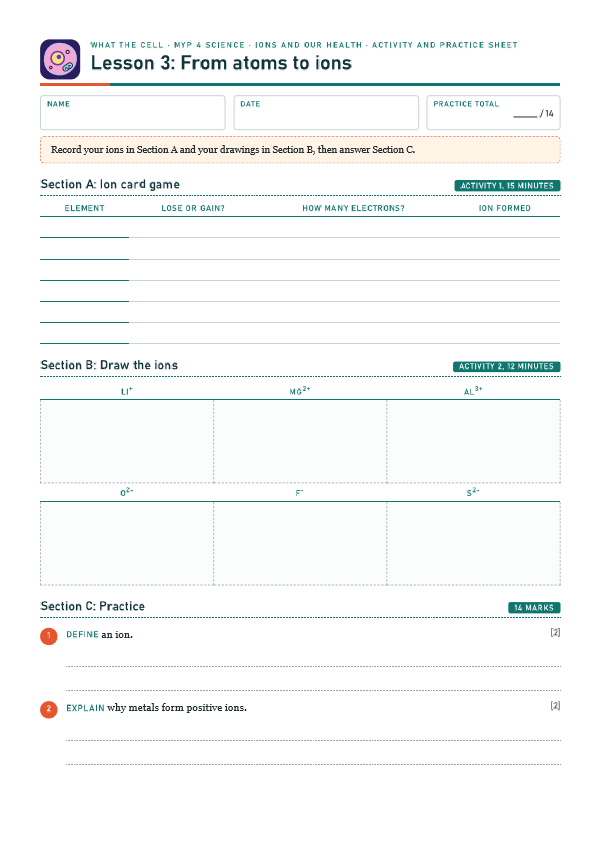 WHAT THE CELL · MYP 4 SCIENCE · IONS AND OUR HEALTH · ACTIVITY AND PRACTICE SHEET
Lesson 3: From atoms to ions
NAME
DATE
PRACTICE TOTAL
_____ / 14
Record your ions in Section A and your drawings in Section B, then answer Section C.
Section A: Ion card game
ACTIVITY 1, 15 MINUTES
ELEMENT LOSE OR GAIN? HOW MANY ELECTRONS? ION FORMED
Section B: Draw the ions
ACTIVITY 2, 12 MINUTES
LI⁺ MG²⁺ AL³⁺
O²⁻ F⁻ S²⁻
Section C: Practice
14 MARKS
1 DEFINE an ion. [2]
2 EXPLAIN why metals form positive ions. [2]